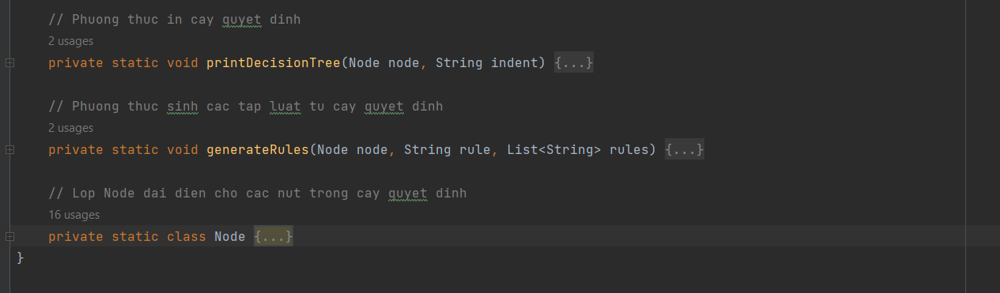 // Phuong thuc in cay quyet dinh
2 usages
private static void printDecisionTree(Node node, String indent) {...}
// Phuong thuc sinh cac tap luat tu cay quyet dinh
2 usages
private static void generateRules(Node node, String rule, List<String> rules) {...}
// Lop Node dai dien cho cac nut trong cay quyet dinh
16 usages
private static class Node {...}
}